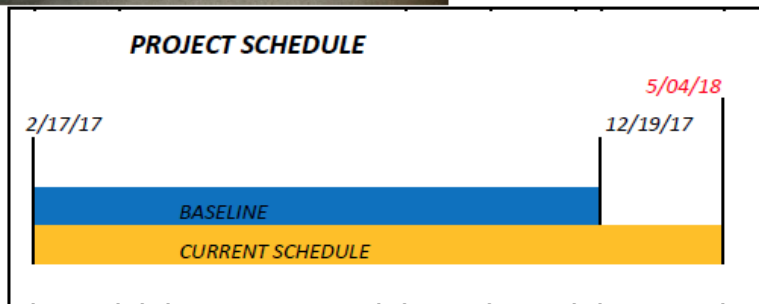 PROJECT SCHEDULE
5/04/18
2/17/17
12/19/17
BASELINE
CURRENT SCHEDULE